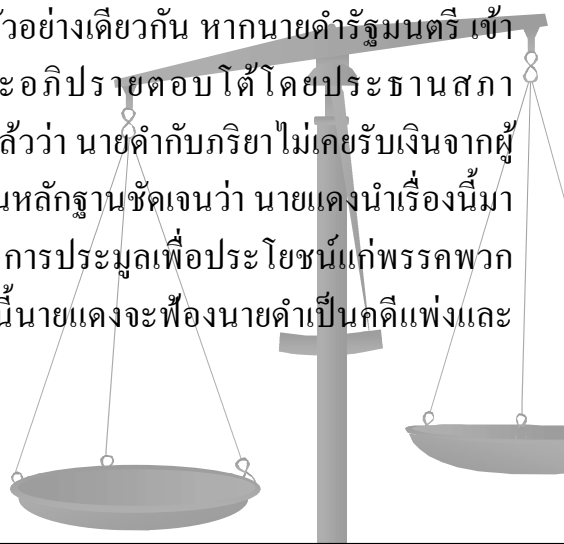 วอย่างเดียวกัน หากนายดำรัฐมนตรี เข้า
ะอภิปรายตอบโต้โดยประธานสภา
ล้วว่า นายดำกับภริยาไม่เคยรับเงินจากผู้
นหลักฐานชัดเจนว่า นายแดงนำเรื่องนี้มา
การประมูลเพื่อประโยชน์แก่พรรคพวก
นี้นายแดงจะฟ้องนายดำเป็นคดีแพ่งและ